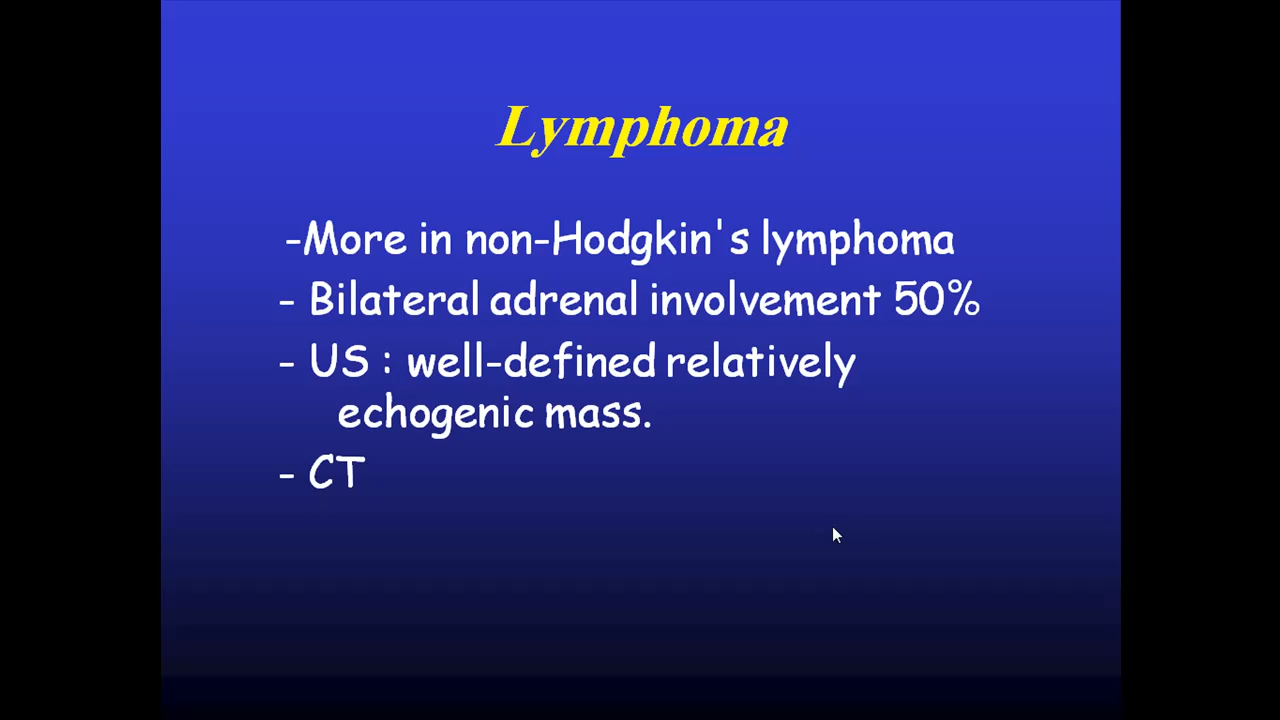 Lymphoma
-More in non-Hodgkin's lymphoma
- Bilateral adrenal involvement 50%
- US : well-defined relatively
echogenic mass.
- CT